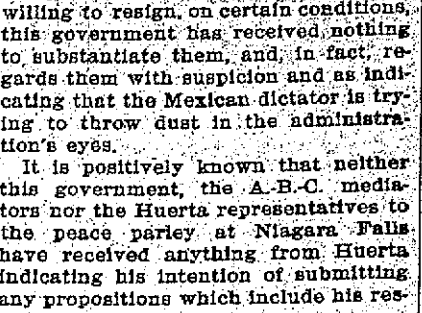 willing to resign, on certain conditions,
this government has received nothing
to substantiate them, and, in fact, re-
gards them with suspicion and as indi-
cating that the Mexican dictator is try-
ing to throw dust in the administra-
tion's eyes.
It is positively known that neither
this government, the A.-B.-C. media-
tors nor the Huerta representatives to
the peace parley at Niagara Falls
have received anything from Huerta
indicating his intention of submitting
any propositions which include his res-